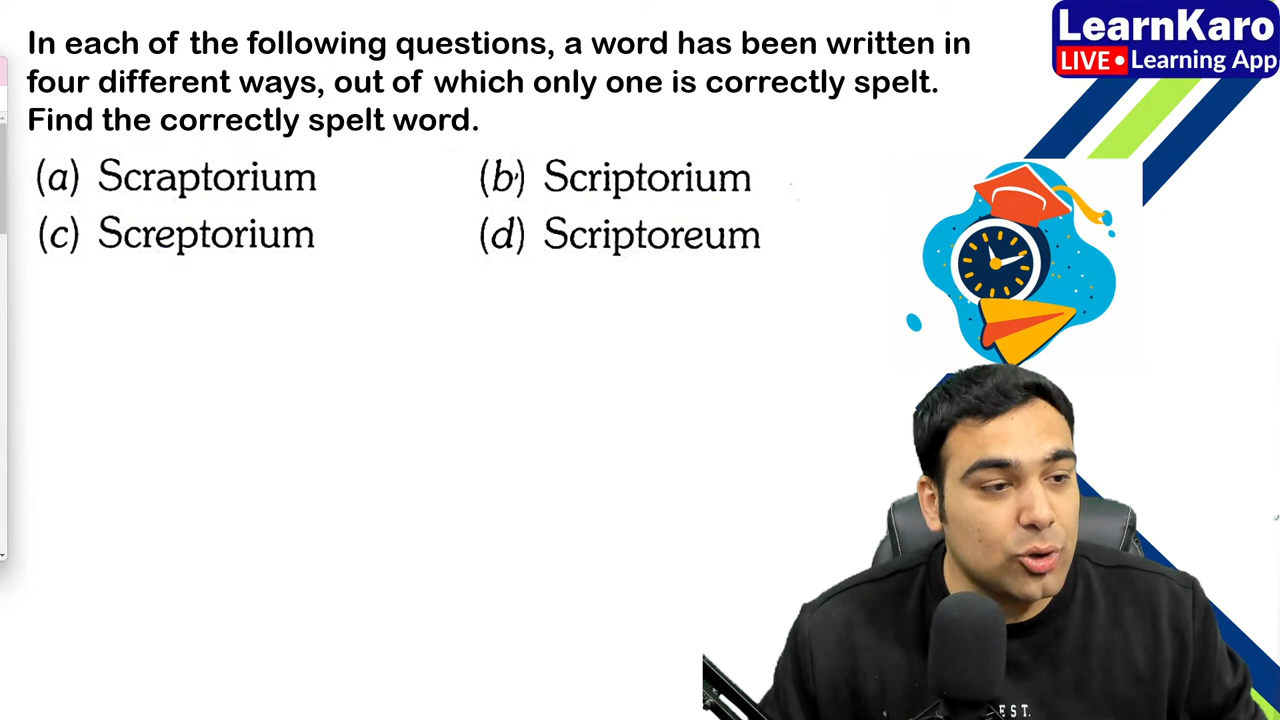 In each of the following questions, a word has been written in
four different ways, out of which only one is correctly spelt.
Find the correctly spelt word.
(a) Scraptorium (b) Scriptorium
(c) Screptorium (d) Scriptoreum
LearnKaro
LIVE• Learning App
EST.